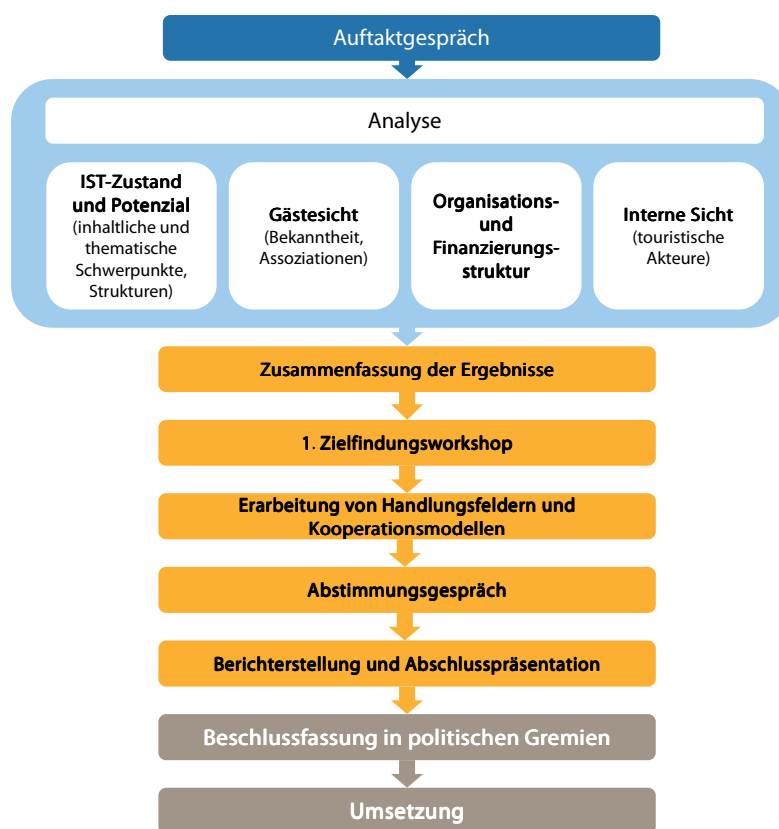 Auftaktgespräch
Analyse
IST-Zustand
und Potenzial
(inhaltliche und
thematische
Schwerpunkte,
Strukturen)
Gästesicht
(Bekanntheit,
Assoziationen)
Organisations-
und
Finanzierungs-
struktur
Interne Sicht
(touristische
Akteure)
Zusammenfassung der Ergebnisse
1. Zielfindungsworkshop
Erarbeitung von Handlungsfeldern und
Kooperationsmodellen
Abstimmungsgespräch
Berichterstellung und Abschlusspräsentation
Beschlussfassung in politischen Gremien
Umsetzung